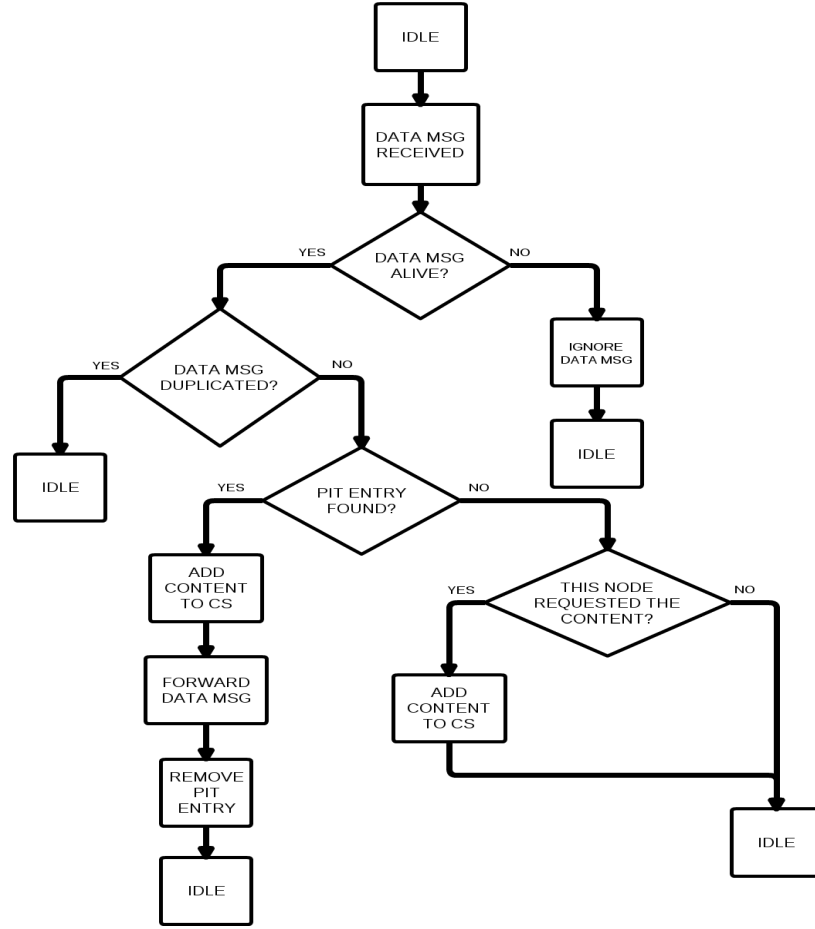 IDLE
DATA MSG
RECEIVED
DATA MSG
ALIVE?
YES
NO
DATA MSG
DUPLICATED?
YES
NO
IGNORE
DATA MSG
IDLE
IDLE
PIT ENTRY
FOUND?
YES
NO
ADD
CONTENT
TO CS
THIS NODE
REQUESTED THE
CONTENT?
YES
NO
FORWARD
DATA MSG
ADD
CONTENT
TO CS
REMOVE
PIT
ENTRY
IDLE
IDLE